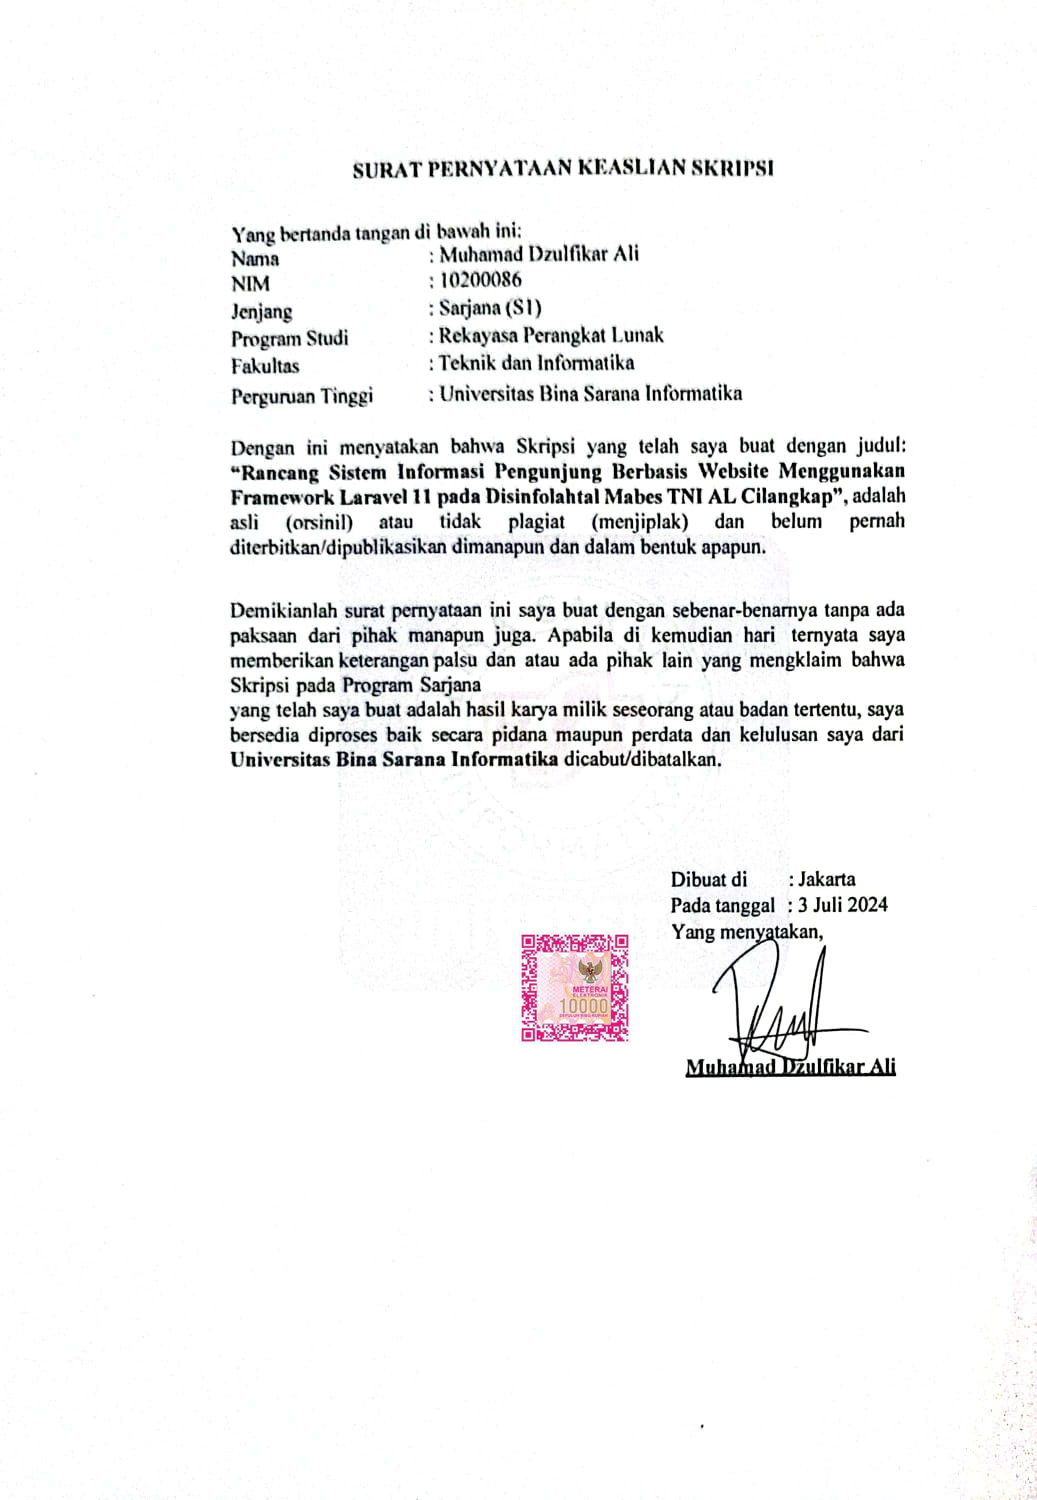 SURAT PERNYATAAN KEASLIAN SKRIPSI
Yang bertanda tangan di bawah ini:
Nama : Muhamad Dzulfikar Ali
NIM : 10200086
Jenjang : Sarjana (S1)
Program Studi : Rekayasa Perangkat Lunak
Fakultas : Teknik dan Informatika
Perguruan Tinggi : Universitas Bina Sarana Informatika
Dengan ini menyatakan bahwa Skripsi yang telah saya buat dengan judul:
“Rancang Sistem Informasi Pengunjung Berbasis Website Menggunakan
Framework Laravel 11 pada Disinfolahtal Mabes TNI AL Cilangkap”, adalah
asli (orsinil) atau tidak plagiat (menjiplak) dan belum pernah
diterbitkan/dipublikasikan dimanapun dan dalam bentuk apapun.
Demikianlah surat pernyataan ini saya buat dengan sebenar-benarnya tanpa ada
paksaan dari pihak manapun juga. Apabila di kemudian hari ternyata saya
memberikan keterangan palsu dan atau ada pihak lain yang mengklaim bahwa
Skripsi pada Program Sarjana
yang telah saya buat adalah hasil karya milik seseorang atau badan tertentu, saya
bersedia diproses baik secara pidana maupun perdata dan kelulusan saya dari
Universitas Bina Sarana Informatika dicabut/dibatalkan.
Dibuat di : Jakarta
Pada tanggal : 3 Juli 2024
Yang menyatakan,
METERAI
ELEKTRONIK
10000
SEPULUH RIBU RUPIAH
Muhamad Dzulfikar Ali